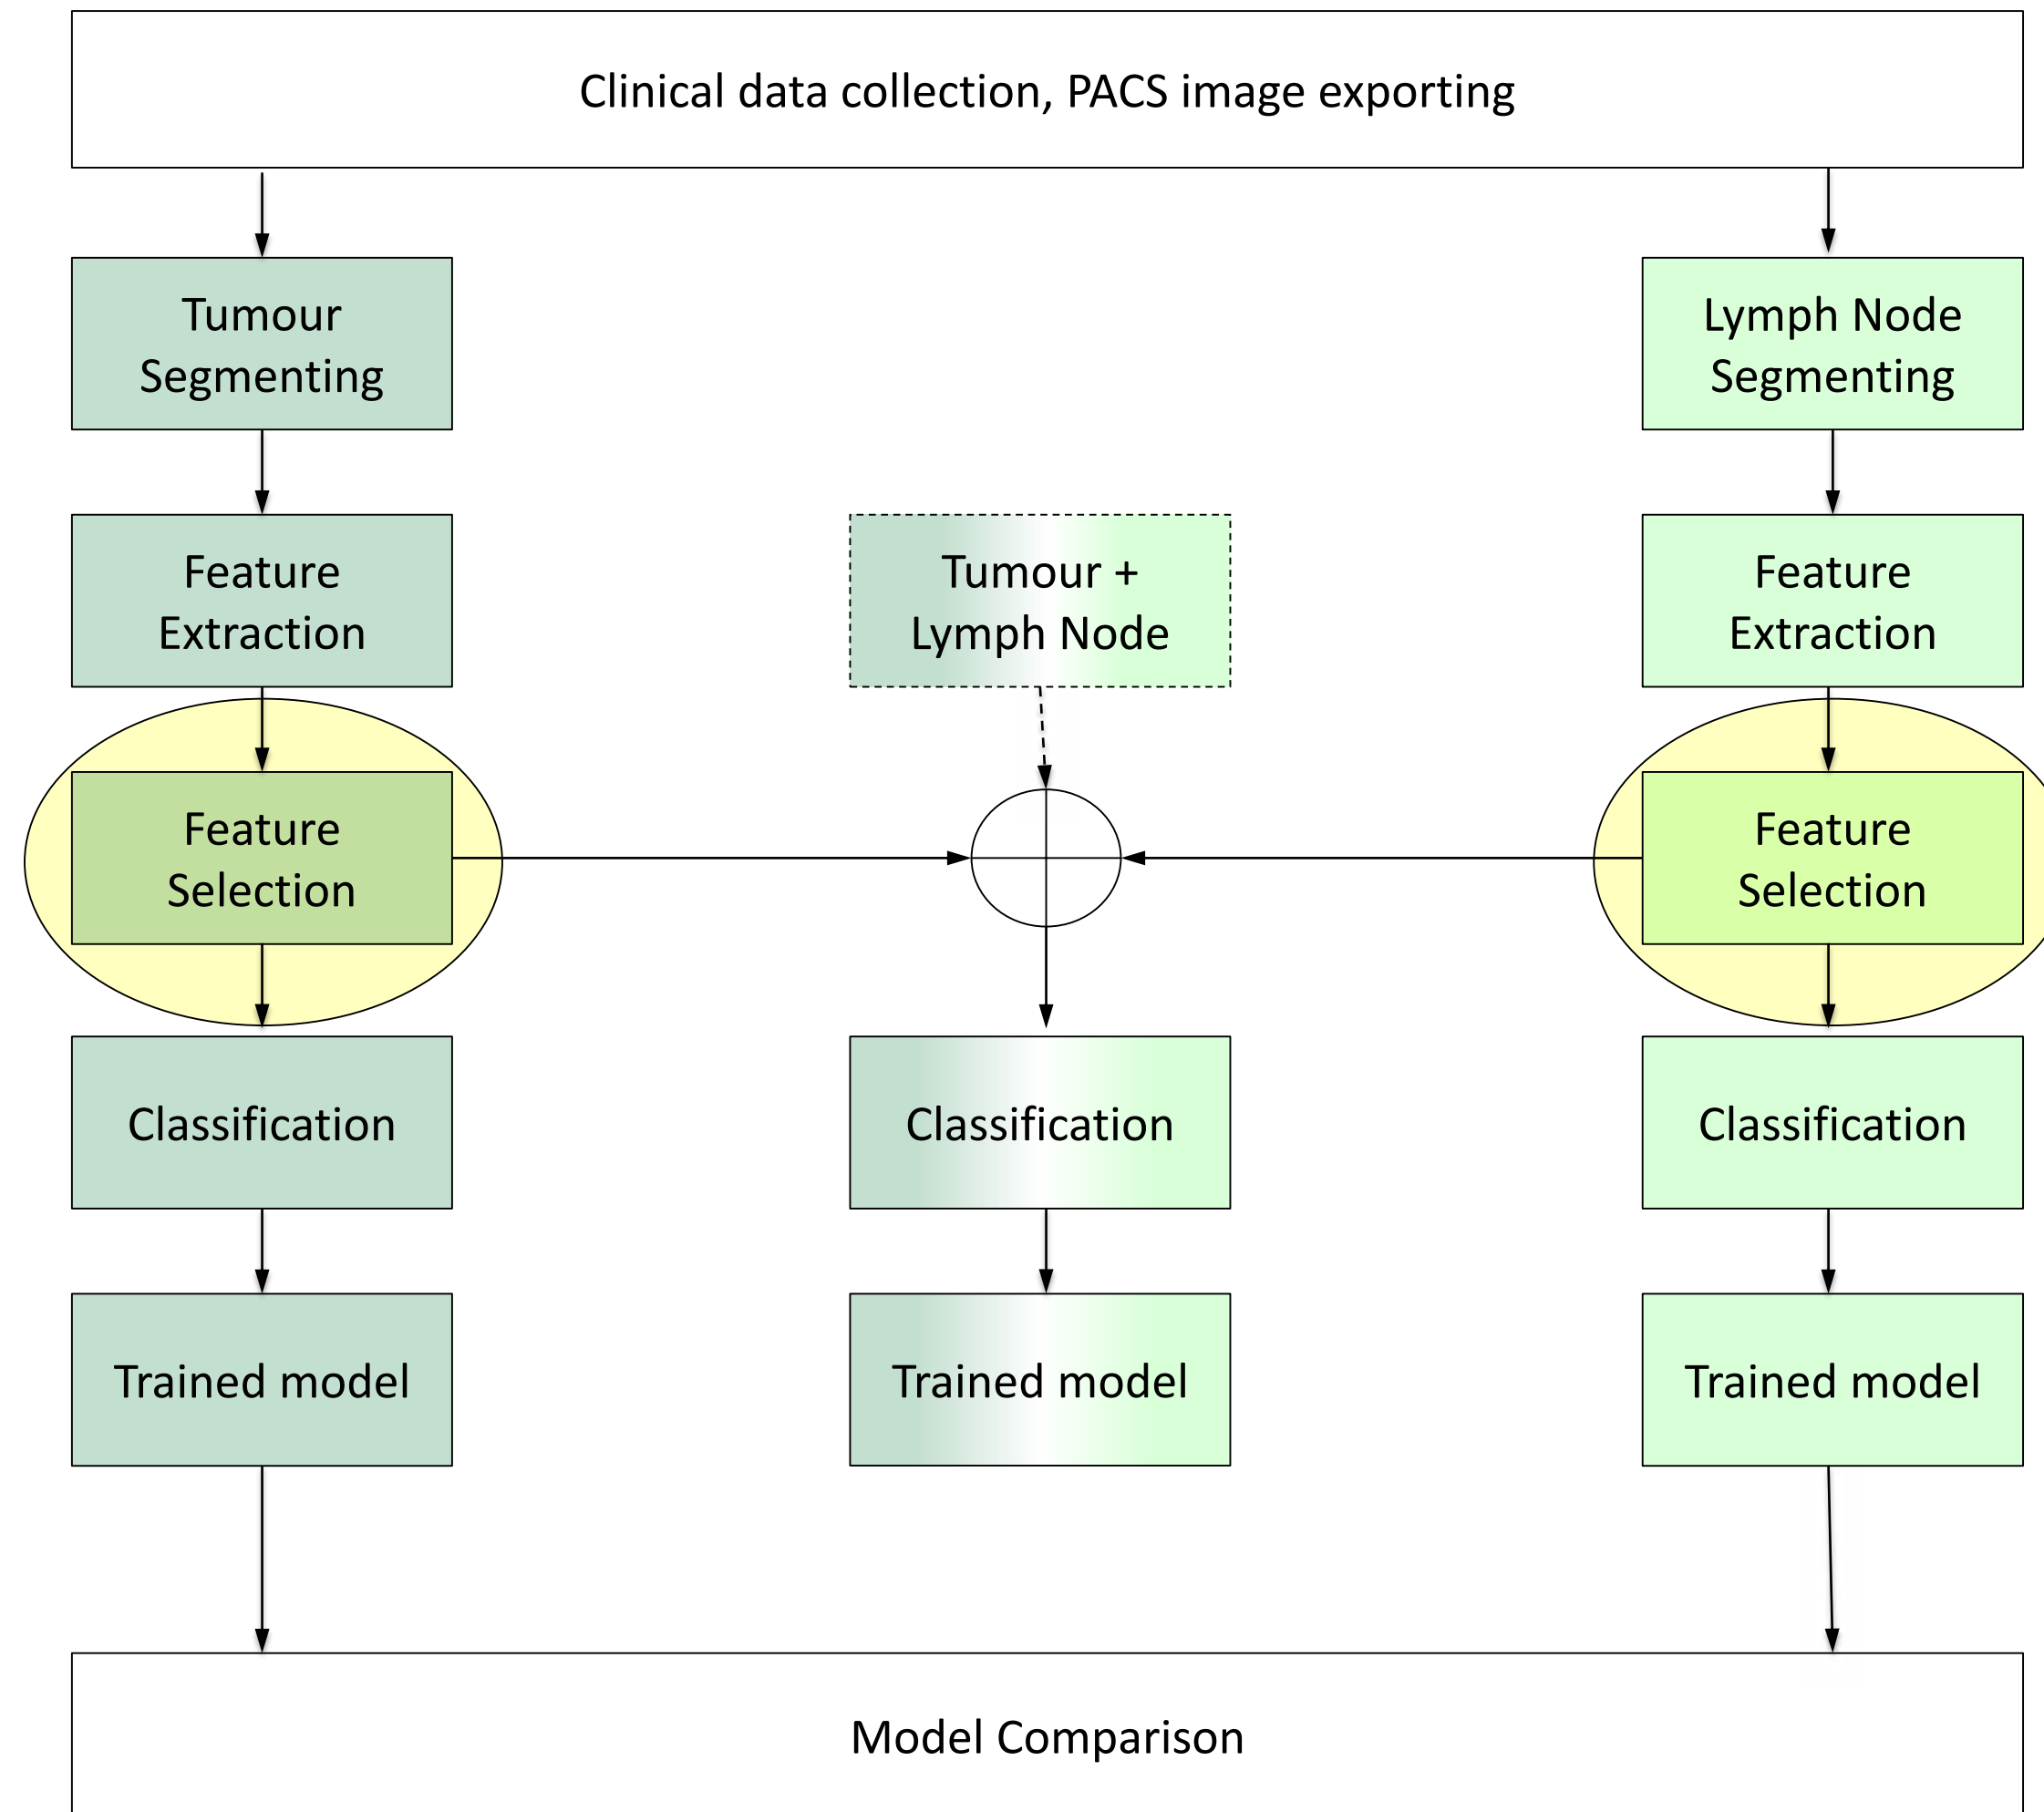 Clinical data collection, PACS image exporting
Tumour
Segmenting
Lymph Node
Segmenting
Feature
Extraction
Tumour +
Lymph Node
Feature
Extraction
Feature
Selection
Feature
Selection
Classification
Classification
Classification
Trained model
Trained model
Trained model
Model Comparison